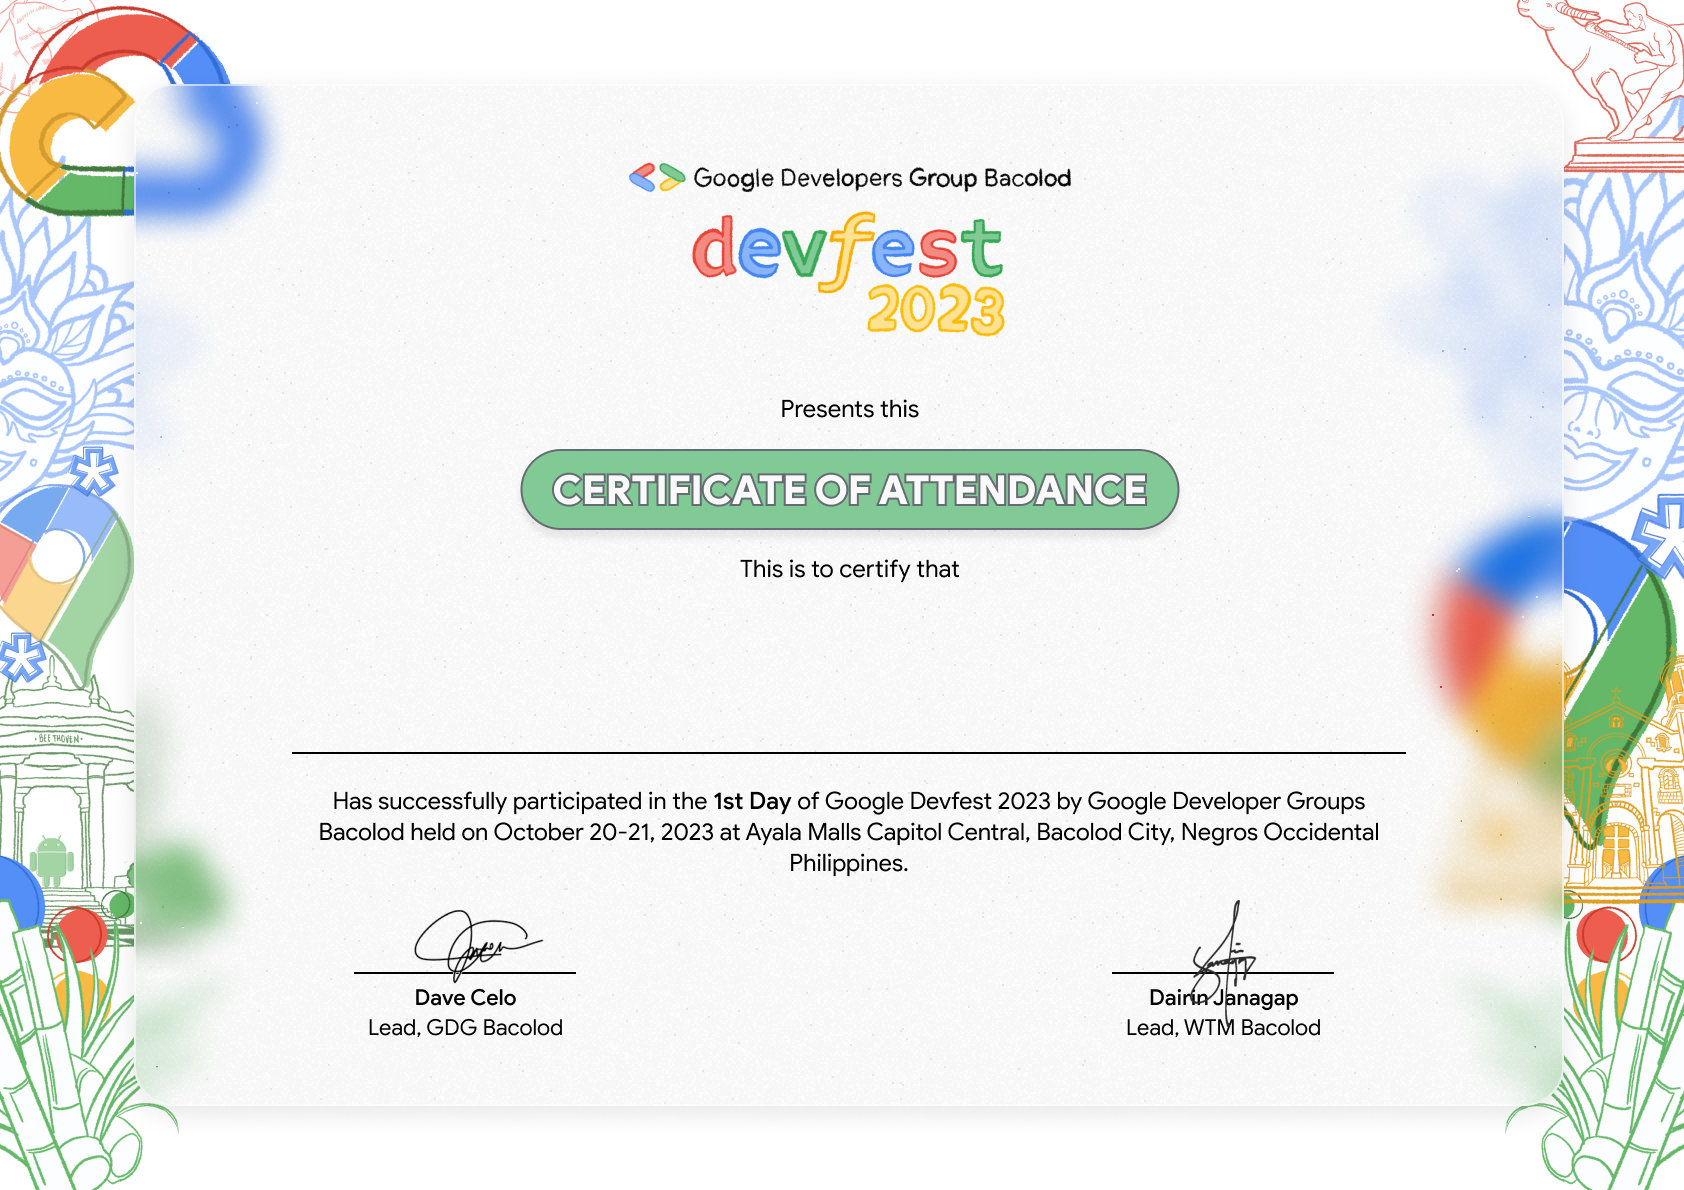 Google Developers Group Bacolod
devfest
2023
Presents this
CERTIFICATE OF ATTENDANCE
This is to certify that
· BEETHOVEN ·
Has successfully participated in the 1st Day of Google Devfest 2023 by Google Developer Groups
Bacolod held on October 20-21, 2023 at Ayala Malls Capitol Central, Bacolod City, Negros Occidental
Philippines.
Dave Celo
Lead, GDG Bacolod
Dairin Janagap
Lead, WTM Bacolod